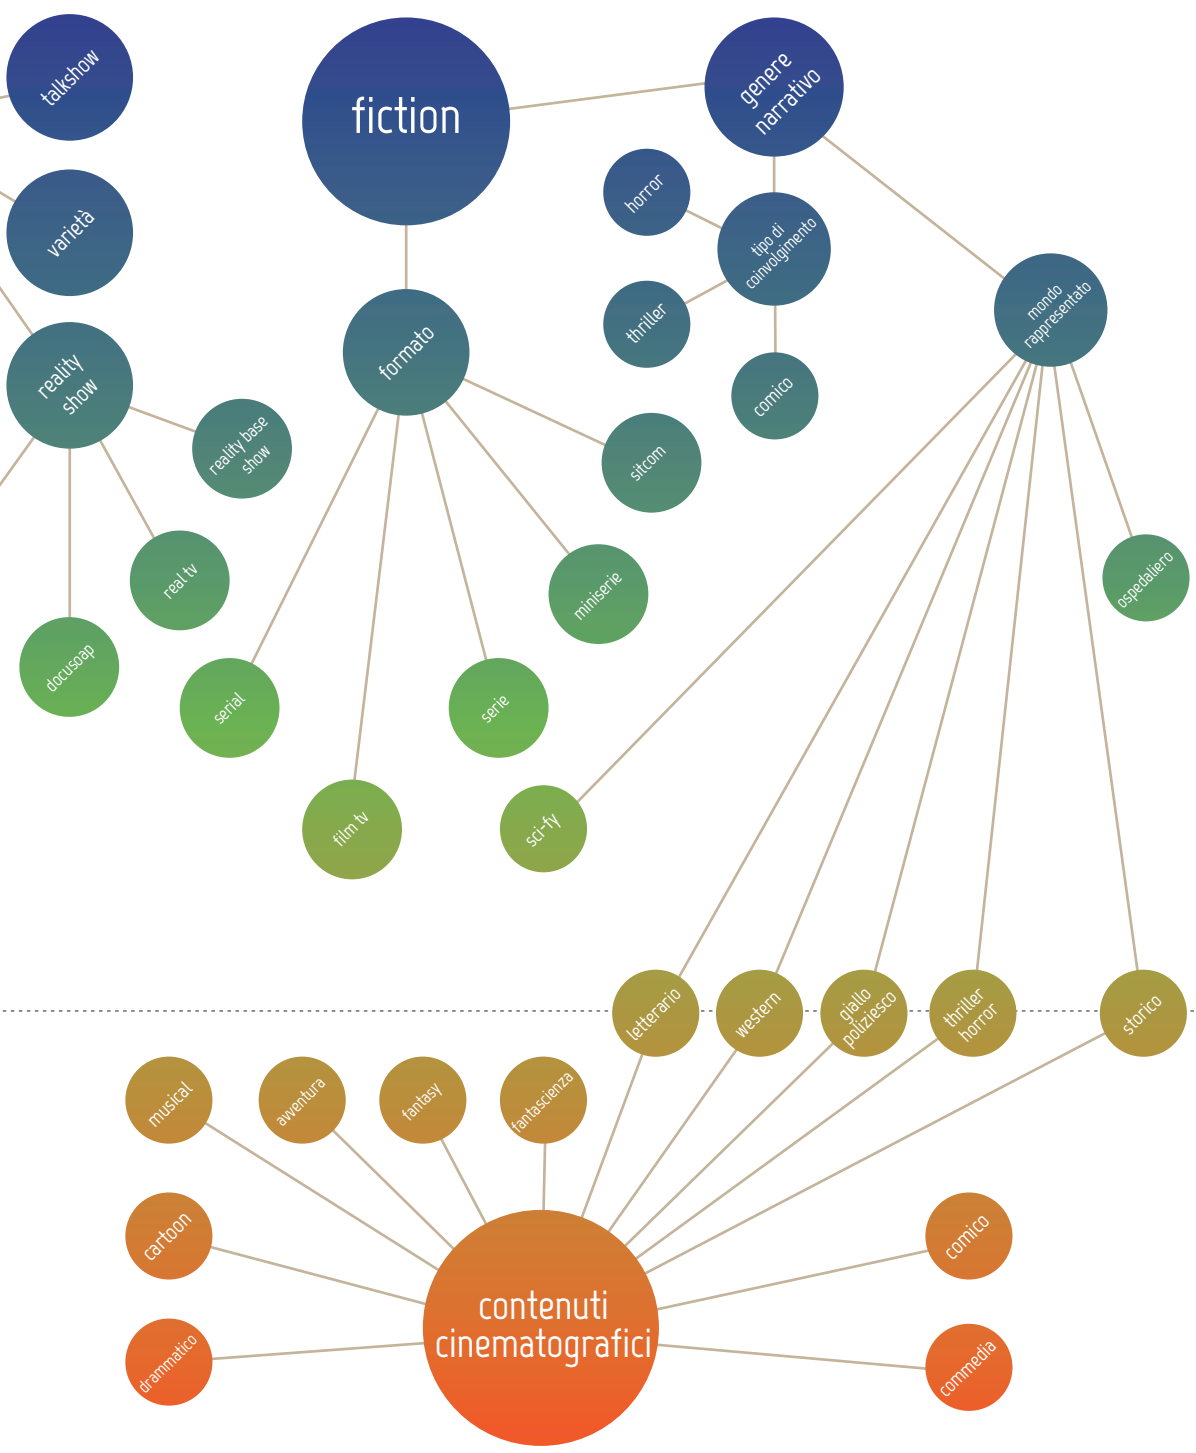 talkshow
fiction
genere
narrativo
varietà
horror
tipo di
coinvolgimento
mondo
rappresentato
thriller
formato
reality
show
comico
reality base
show
sitcom
real tv
miniserie
ospedaliero
docusoap
serial
serie
film tv
sci-fy
letterario
western
giallo
poliziesco
thriller
horror
storico
musical
avventura
fantasy
fantascienza
cartoon
comico
contenuti
cinematografici
drammatico
commedia